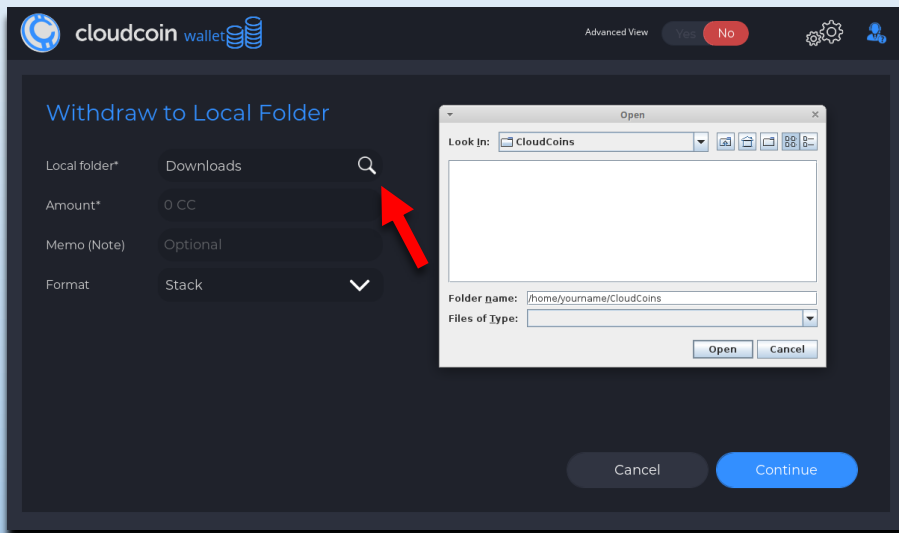 cloudcoin wallet
Advanced View Yes No
Withdraw to Local Folder
Local folder* Downloads
Amount* 0 CC
Memo (Note) Optional
Format Stack
Open
Look In: CloudCoins
Folder name: /home/yourname/CloudCoins
Files of Type:
Open Cancel
Cancel Continue